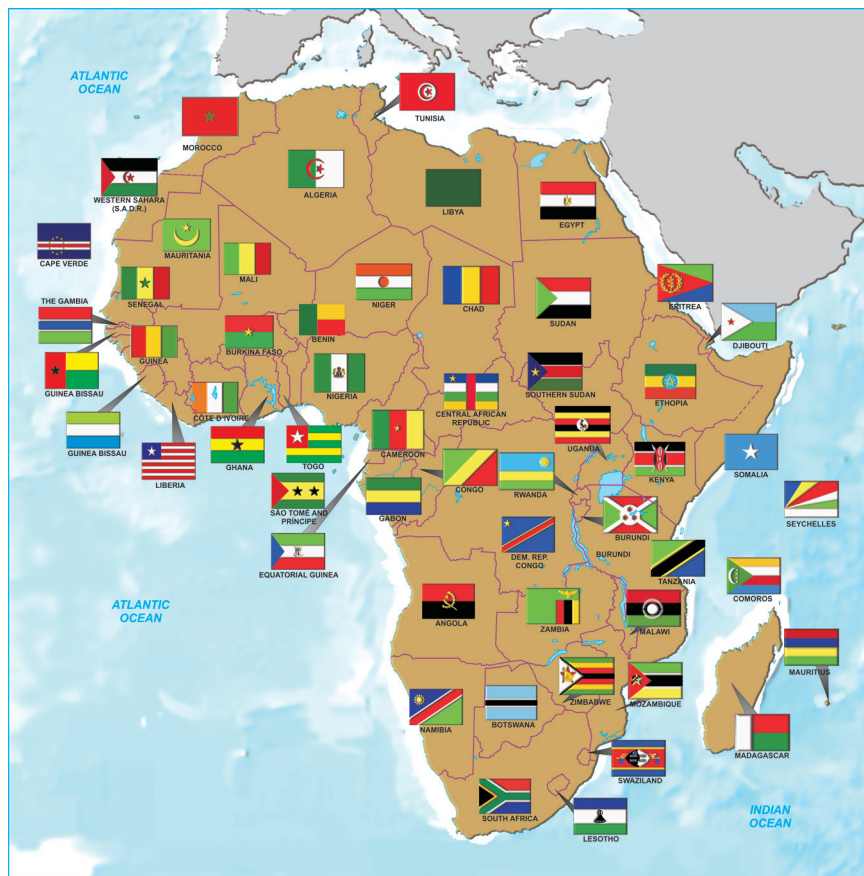 ATLANTIC
OCEAN
TUNISIA
MOROCCO
WESTERN SAHARA
(S.A.D.R.)
ALGERIA
LIBYA
EGYPT
CAPE VERDE
MAURITANIA
MALI
SENEGAL
NIGER
CHAD
SUDAN
ERITREA
THE GAMBIA
GUINEA
BURKINA FASO
BENIN
DJIBOUTI
GUINEA BISSAU
NIGERIA
SOUTHERN SUDAN
ETHOPIA
CÔTE D'IVOIRE
CENTRAL AFRICAN
REPUBLIC
GUINEA BISSAU
LIBERIA
GHANA
TOGO
CAMEROON
UGANDA
KENYA
SOMALIA
CONGO
RWANDA
SAO TOMÉ AND
PRÍNCIPE
GABON
SEYCHELLES
BURUNDI
EQUATORIAL GUINEA
DEM. REP.
CONGO
BURUNDI
TANZANIA
COMOROS
ATLANTIC
OCEAN
ANGOLA
ZAMBIA
MALAWI
MAURITIUS
ZIMBABWE
MOZAMBIQUE
NAMIBIA
BOTSWANA
MADAGASCAR
SWAZILAND
SOUTH AFRICA
LESOTHO
INDIAN
OCEAN